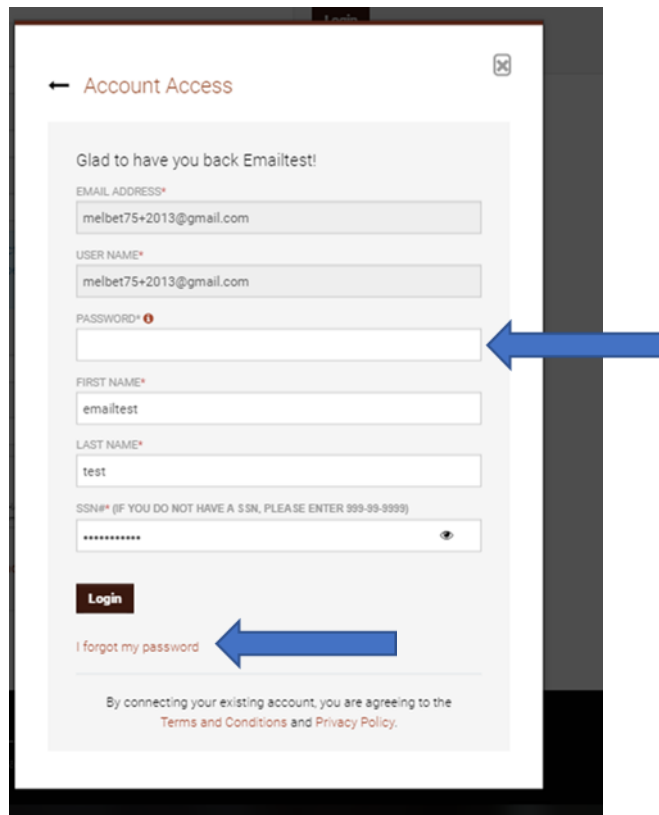 Login
← Account Access
Glad to have you back Emailtest!
EMAIL ADDRESS*
melbet75+2013@gmail.com
USER NAME*
melbet75+2013@gmail.com
PASSWORD*
FIRST NAME*
emailtest
LAST NAME*
test
SSN#* (IF YOU DO NOT HAVE A SSN, PLEASE ENTER 999-99-9999)
•••••••••••
Login
I forgot my password
By connecting your existing account, you are agreeing to the
Terms and Conditions and Privacy Policy.